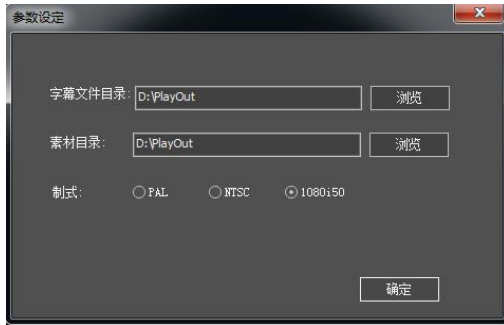 参数设定
字幕文件目录: D:\PlayOut 浏览
素材目录: D:\PlayOut 浏览
制式: PAL NTSC 1080i50
确定